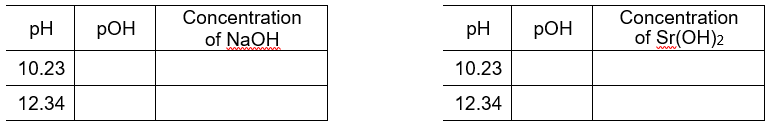 pH pOH Concentration of NaOH
10.23
12.34
pH pOH Concentration of Sr(OH)2
10.23
12.34